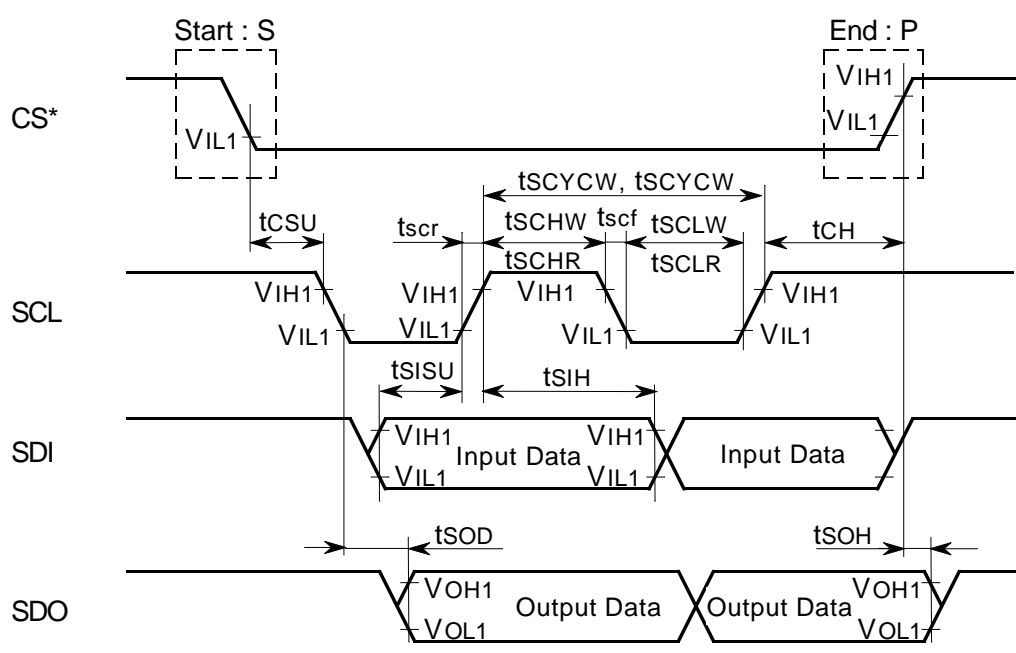 Start : S
End : P
CS*
VIL1
VIH1
VIL1
tSCYCW, tSCYCW
tCSU
tscr
tSCHW
tscf
tSCLW
tCH
tSCHR
tSCLR
SCL
VIH1
VIH1
VIH1
VIH1
VIL1
VIL1
VIL1
VIL1
tSISU
tSIH
SDI
VIH1
VIH1
Input Data
Input Data
VIL1
VIL1
tSOD
tSOH
SDO
VOH1
VOH1
Output Data
Output Data
VOL1
VOL1